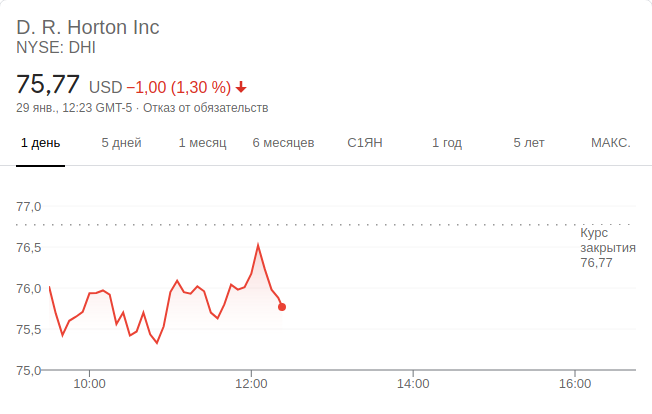 D. R. Horton Inc
NYSE: DHI
75,77 USD −1,00 (1,30 %)
29 янв., 12:23 GMT-5 · Отказ от обязательств
1 день 5 дней 1 месяц 6 месяцев С1ЯН 1 год 5 лет МАКС.
77,0
Курс
76,5 закрытия
76,77
76,0
75,5
75,0
10:00 12:00 14:00 16:00